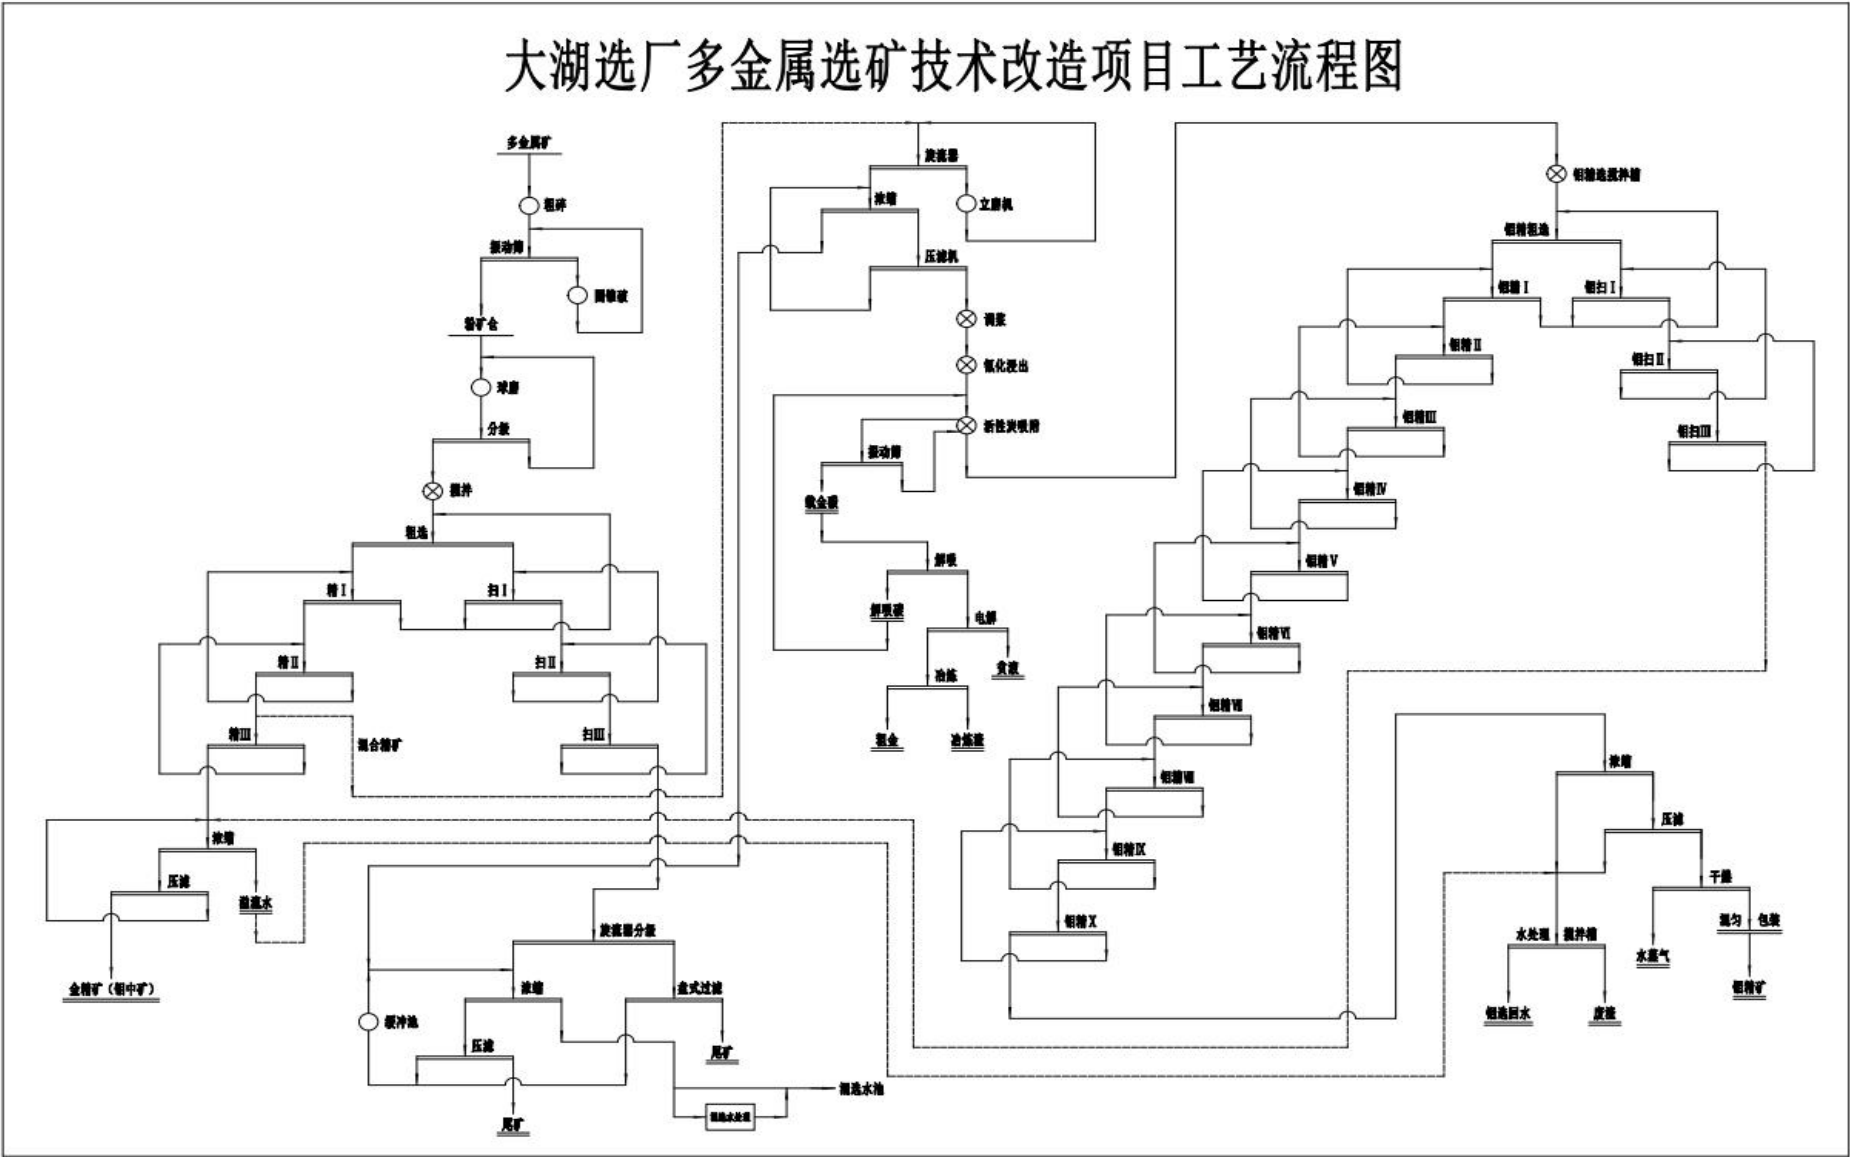 大湖选厂多金属选矿技术改造项目工艺流程图
多金属矿
粗碎
振动筛
圆锥破
粉矿仓
球磨
分级
搅拌
粗选
精Ⅰ
扫Ⅰ
精Ⅱ
扫Ⅱ
精Ⅲ
混合精矿
扫Ⅲ
浓缩
压滤
溢流水
金精矿（钼中矿）
旋流器分级
浓缩
盘式过滤
缓冲池
压滤
尾矿
尾矿
混选水处理
混选水池
旋流器
浓缩
立磨机
压滤机
调浆
氰化浸出
活性炭吸附
振动筛
载金碳
解吸
解吸碳
电解
贫液
冶炼
粗金
冶炼渣
钼精选搅拌槽
钼精粗选
钼精Ⅰ
钼扫Ⅰ
钼精Ⅱ
钼扫Ⅱ
钼精Ⅲ
钼扫Ⅲ
钼精Ⅳ
钼精Ⅴ
钼精Ⅵ
钼精Ⅶ
钼精Ⅷ
钼精Ⅸ
钼精Ⅹ
浓缩
压滤
干燥
混匀 包装
水处理 搅拌槽
水蒸气
钼精矿
钼选回水
废渣